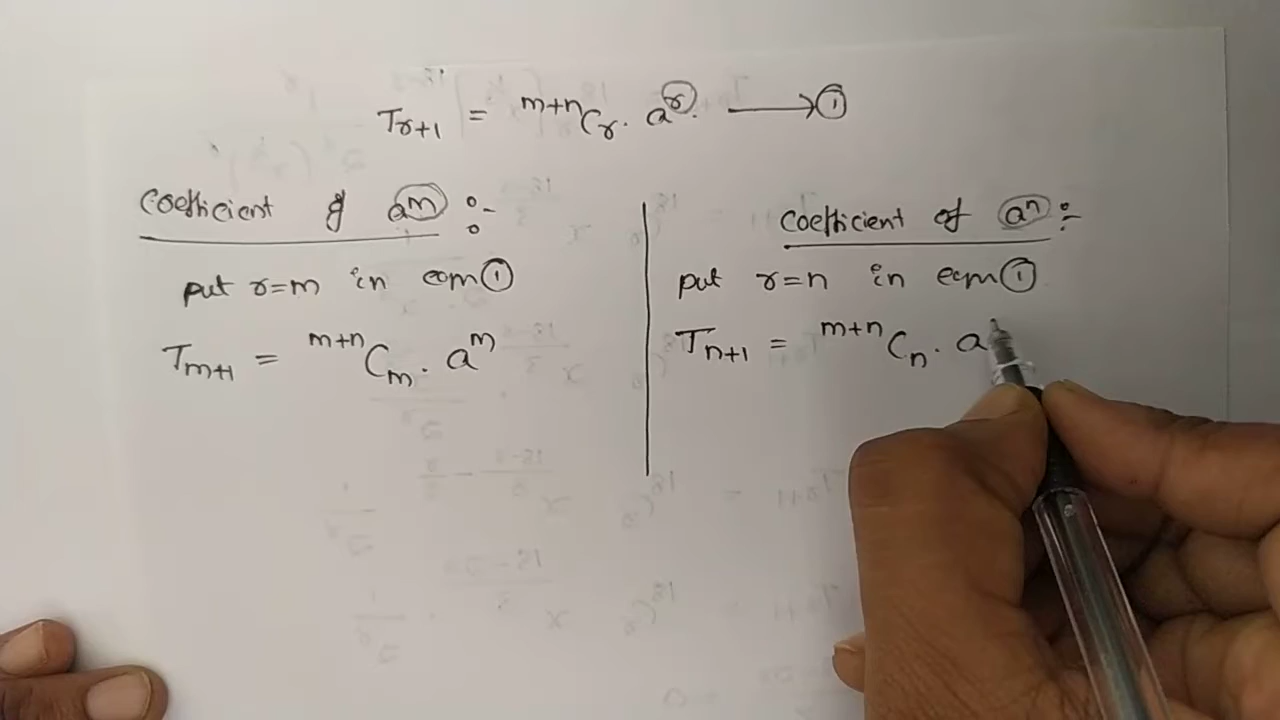 Tr+1 = m+nCr. a^r. ⟶ ①
Coefficient of a^m :-
put r=m in eqn ①
Tm+1 = m+nCm. a^m
Coefficient of a^n :-
put r=n in eqn ①
Tn+1 = m+nCn. a